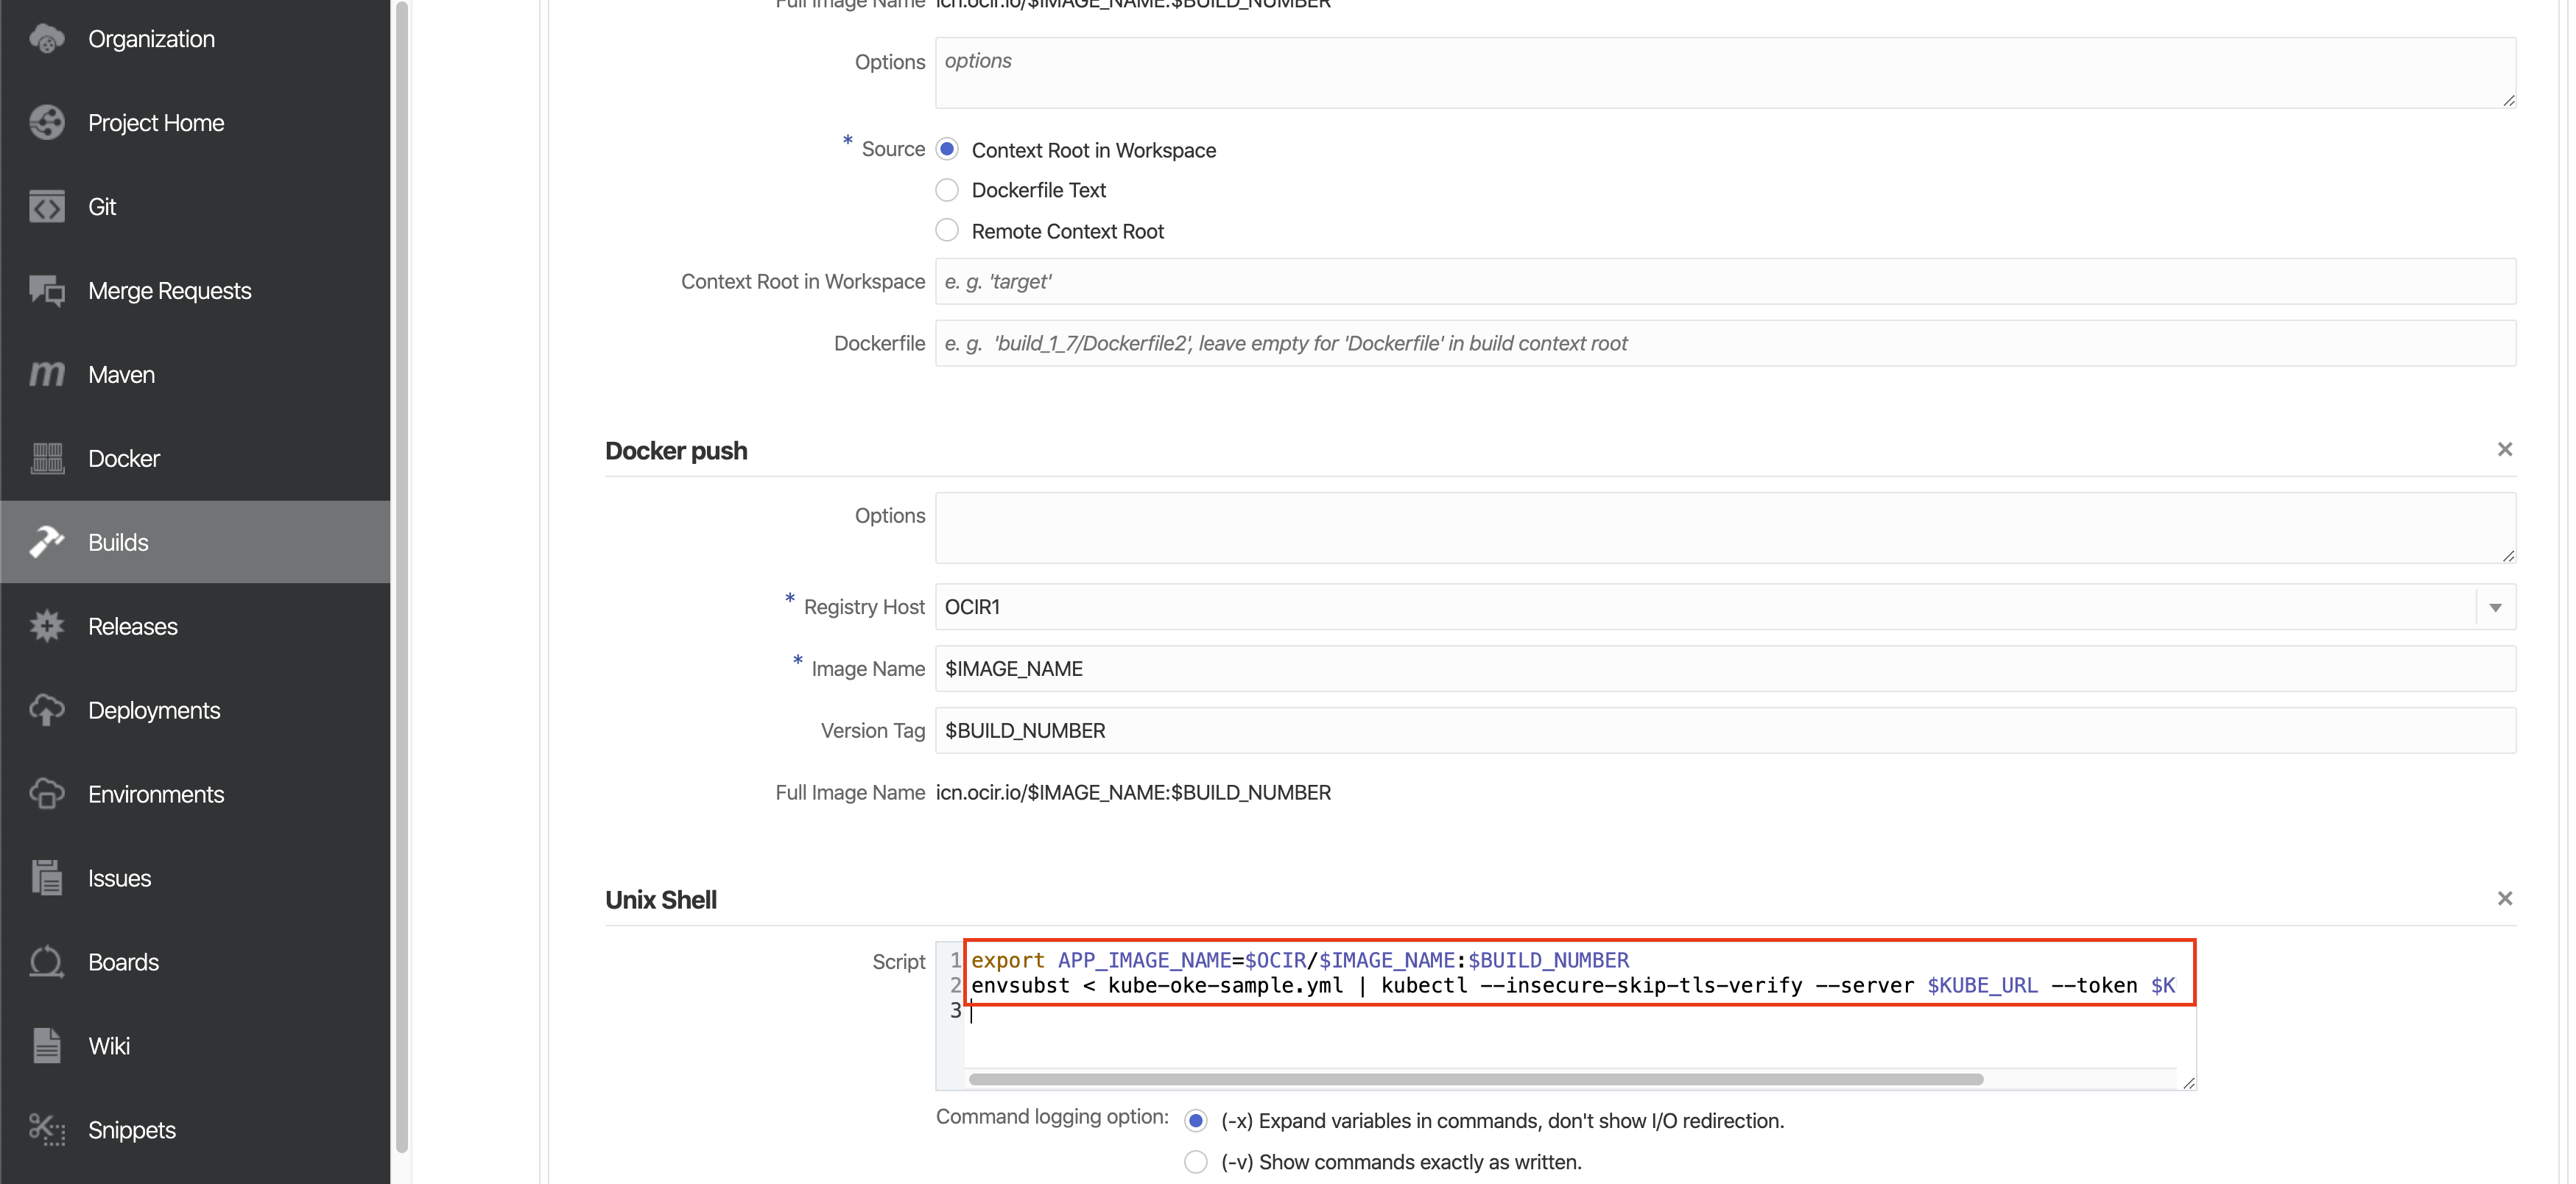 Organization
Project Home
Git
Merge Requests
Maven
Docker
Builds
Releases
Deployments
Environments
Issues
Boards
Wiki
Snippets
Full Image Name icn.ocir.io/$IMAGE_NAME:$BUILD_NUMBER
Options options
* Source Context Root in Workspace
Dockerfile Text
Remote Context Root
Context Root in Workspace e. g. 'target'
Dockerfile e. g. 'build_1_7/Dockerfile2', leave empty for 'Dockerfile' in build context root
Docker push ×
Options
* Registry Host OCIR1
* Image Name $IMAGE_NAME
Version Tag $BUILD_NUMBER
Full Image Name icn.ocir.io/$IMAGE_NAME:$BUILD_NUMBER
Unix Shell ×
Script 1 export APP_IMAGE_NAME=$OCIR/$IMAGE_NAME:$BUILD_NUMBER
2 envsubst < kube-oke-sample.yml | kubectl --insecure-skip-tls-verify --server $KUBE_URL --token $K
3
Command logging option: (-x) Expand variables in commands, don't show I/O redirection.
(-v) Show commands exactly as written.